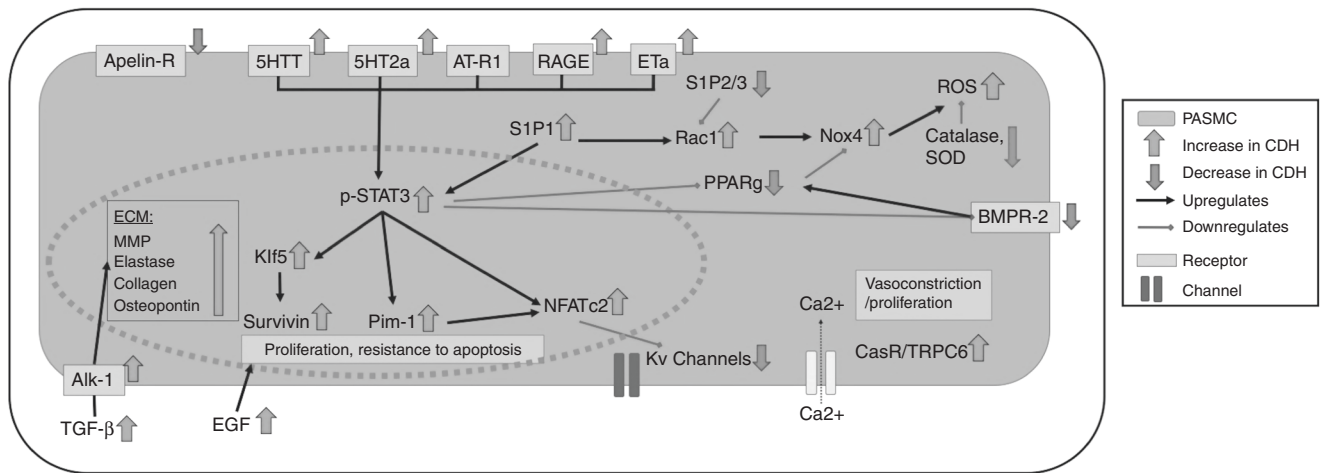 Apelin-R
5HTT
5HT2a
AT-R1
RAGE
ETa
S1P2/3
ROS
S1P1
Rac1
Nox4
Catalase,
SOD
p-STAT3
PPARg
BMPR-2
ECM:
MMP
Elastase
Collagen
Osteopontin
Klf5
Survivin
Pim-1
NFATc2
Proliferation, resistance to apoptosis
Kv Channels
Ca2+
Vasoconstriction
/proliferation
CasR/TRPC6
Ca2+
Alk-1
TGF-β
EGF
PASMC
Increase in CDH
Decrease in CDH
Upregulates
Downregulates
Receptor
Channel